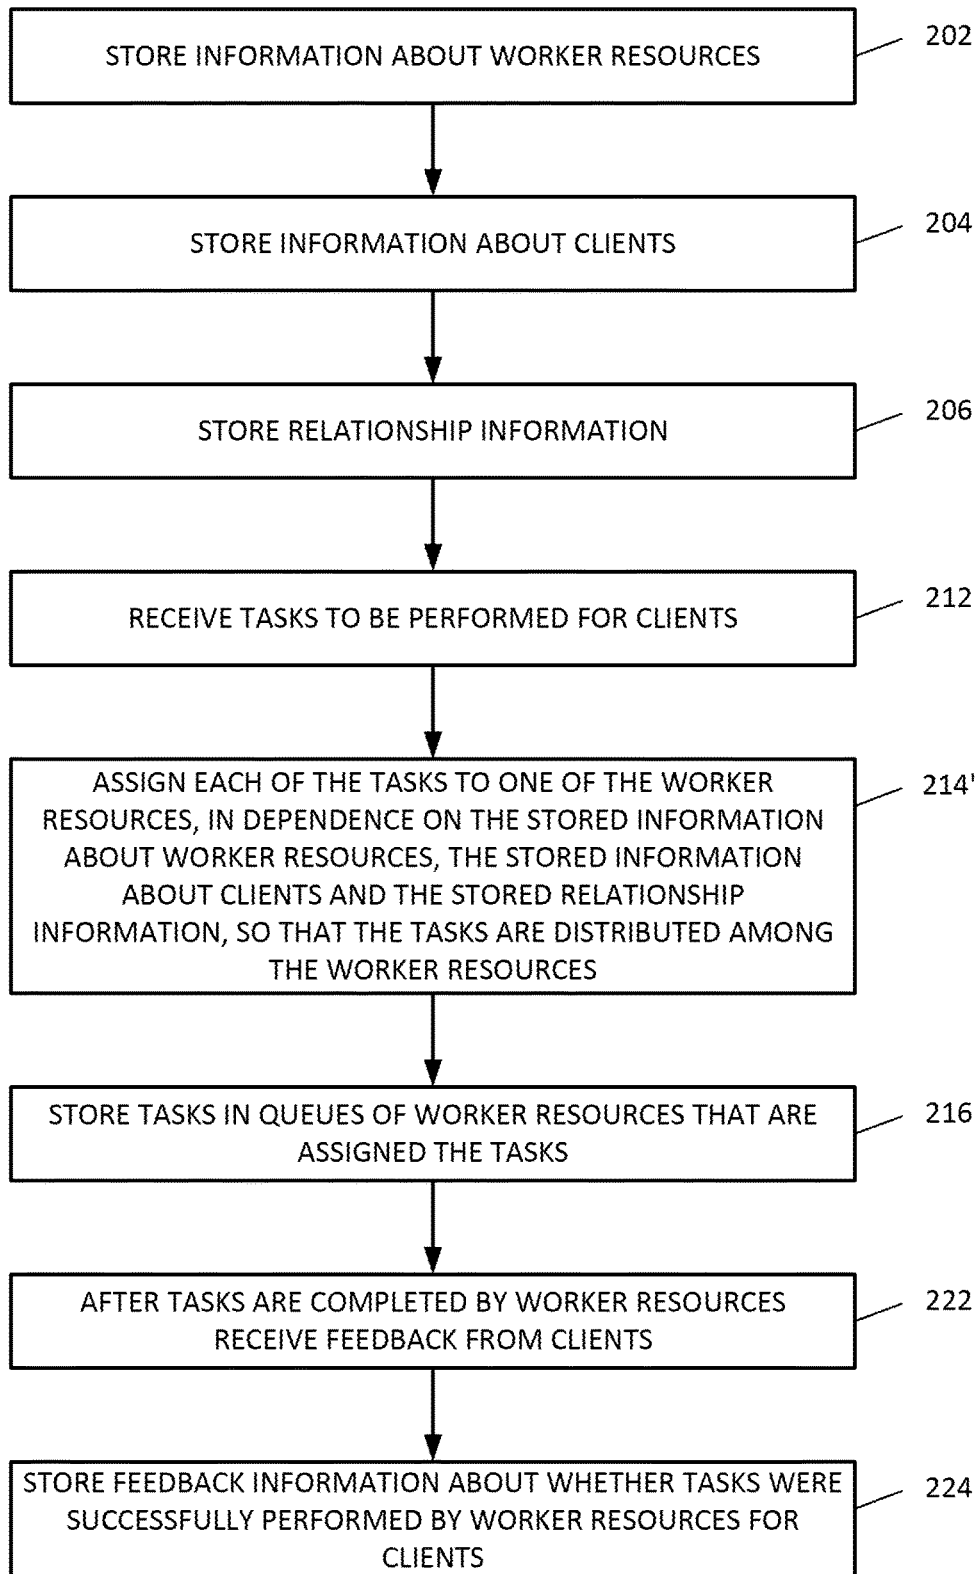 STORE INFORMATION ABOUT WORKER RESOURCES
202
STORE INFORMATION ABOUT CLIENTS
204
STORE RELATIONSHIP INFORMATION
206
RECEIVE TASKS TO BE PERFORMED FOR CLIENTS
212
ASSIGN EACH OF THE TASKS TO ONE OF THE WORKER
RESOURCES, IN DEPENDENCE ON THE STORED INFORMATION
ABOUT WORKER RESOURCES, THE STORED INFORMATION
ABOUT CLIENTS AND THE STORED RELATIONSHIP
INFORMATION, SO THAT THE TASKS ARE DISTRIBUTED AMONG
THE WORKER RESOURCES
214'
STORE TASKS IN QUEUES OF WORKER RESOURCES THAT ARE
ASSIGNED THE TASKS
216
AFTER TASKS ARE COMPLETED BY WORKER RESOURCES
RECEIVE FEEDBACK FROM CLIENTS
222
STORE FEEDBACK INFORMATION ABOUT WHETHER TASKS WERE
SUCCESSFULLY PERFORMED BY WORKER RESOURCES FOR
CLIENTS
224